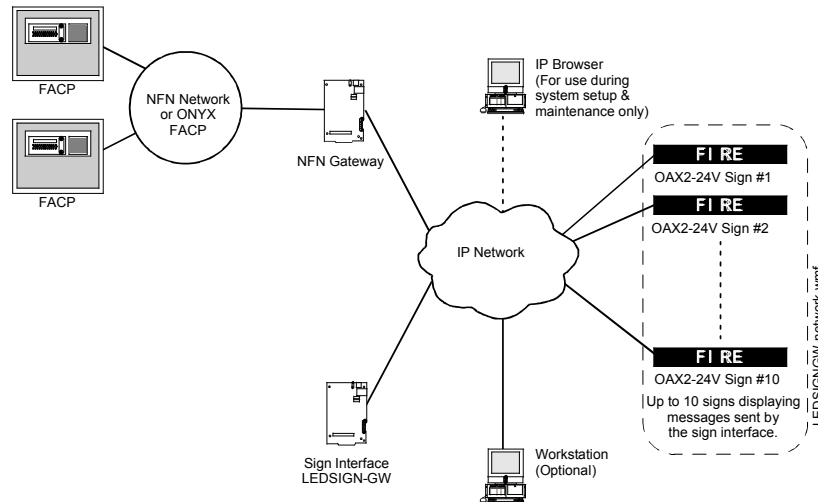 FACP
FACP
NFN Network
or ONYX
FACP
NFN Gateway
IP Browser
(For use during
system setup &
maintenance only)
IP Network
FIRE
OAX2-24V Sign #1
FIRE
OAX2-24V Sign #2
FIRE
OAX2-24V Sign #10
Up to 10 signs displaying
messages sent by
the sign interface.
LEDSIGNGW network.wmf
Sign Interface
LEDSIGN-GW
Workstation
(Optional)